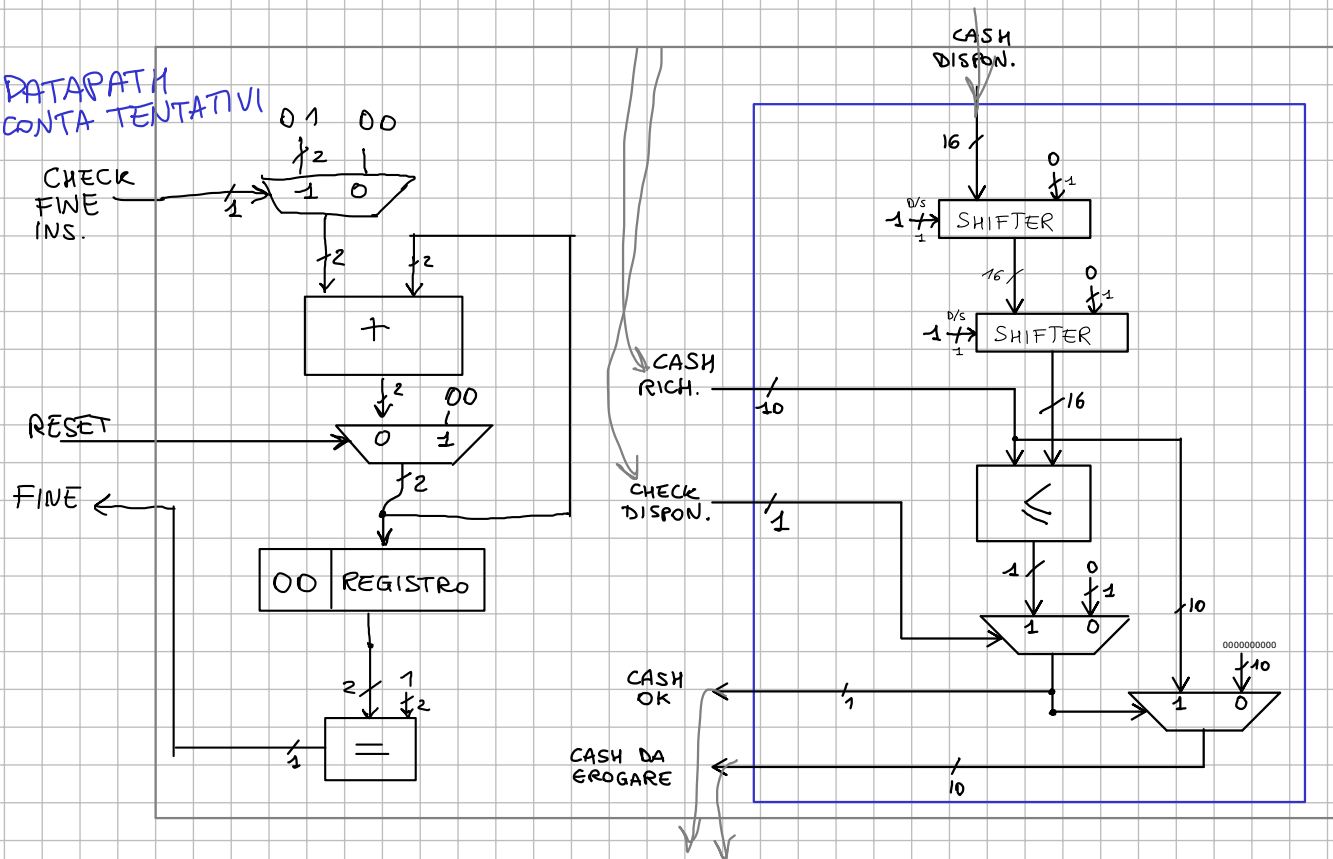 DATAPATH
CONTA TENTATIVI
01 00
2
CHECK
FINE
INS.
1
1 0
2
2
+
2
00
RESET
0 1
2
FINE
00 REGISTRO
2
1
2
1
=
CASH
DISPON.
16
0
1
D/S
1
1
SHIFTER
16
0
1
D/S
1
1
SHIFTER
CASH
RICH.
10
16
≤
CHECK
DISPON.
1
1
0
1
1 0
10
0000000000
10
1 0
CASH
OK
1
CASH DA
EROGARE
10